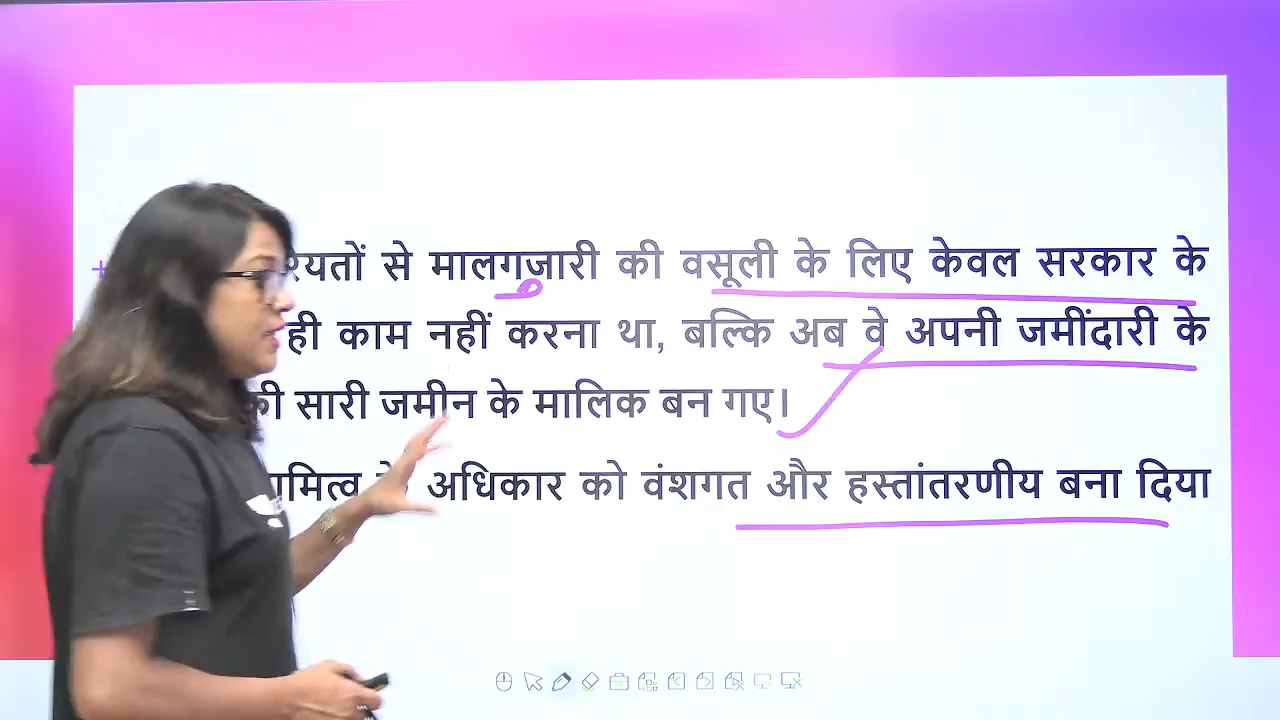 से मालगुजारी की वसूली के लिए केवल सरकार के
ही काम नहीं करना था, बल्कि अब वे अपनी जमींदारी के
सारी जमीन के मालिक बन गए।
अधिकार को वंशगत और हस्तांतरणीय बना दिया